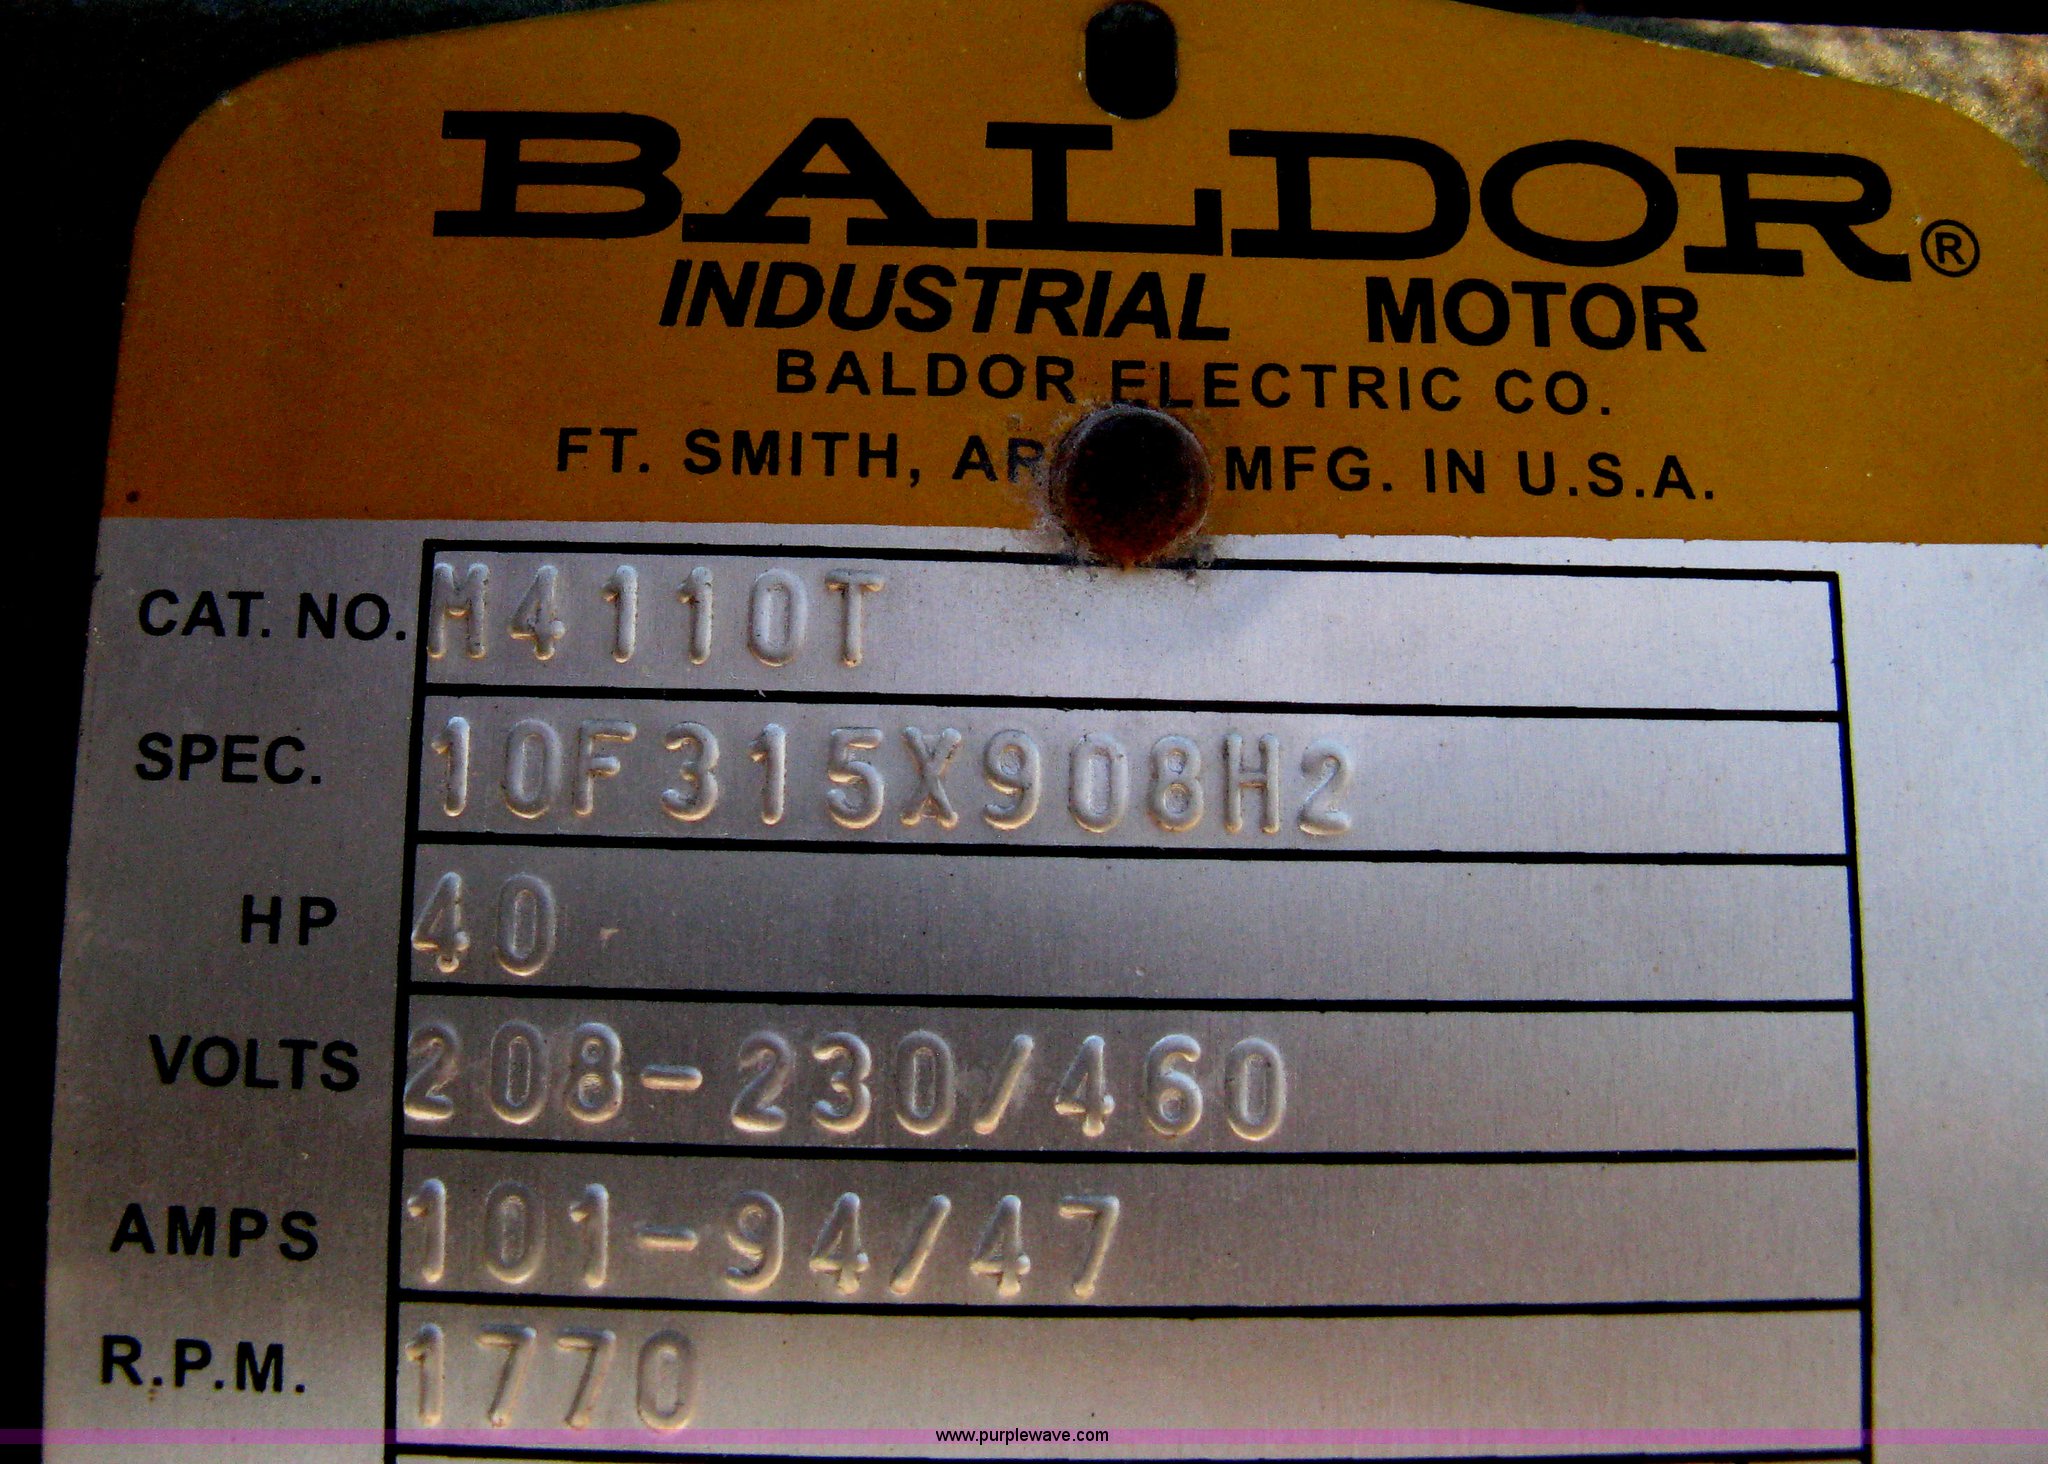 BALDOR®
INDUSTRIAL MOTOR
BALDOR ELECTRIC CO.
FT. SMITH, MFG. IN U.S.A.
CAT. NO. M4110T
SPEC. 10F315X908H2
HP 40
VOLTS 208-230/460
AMPS 101-94/47
R.P.M. 1770
www.purplewave.com